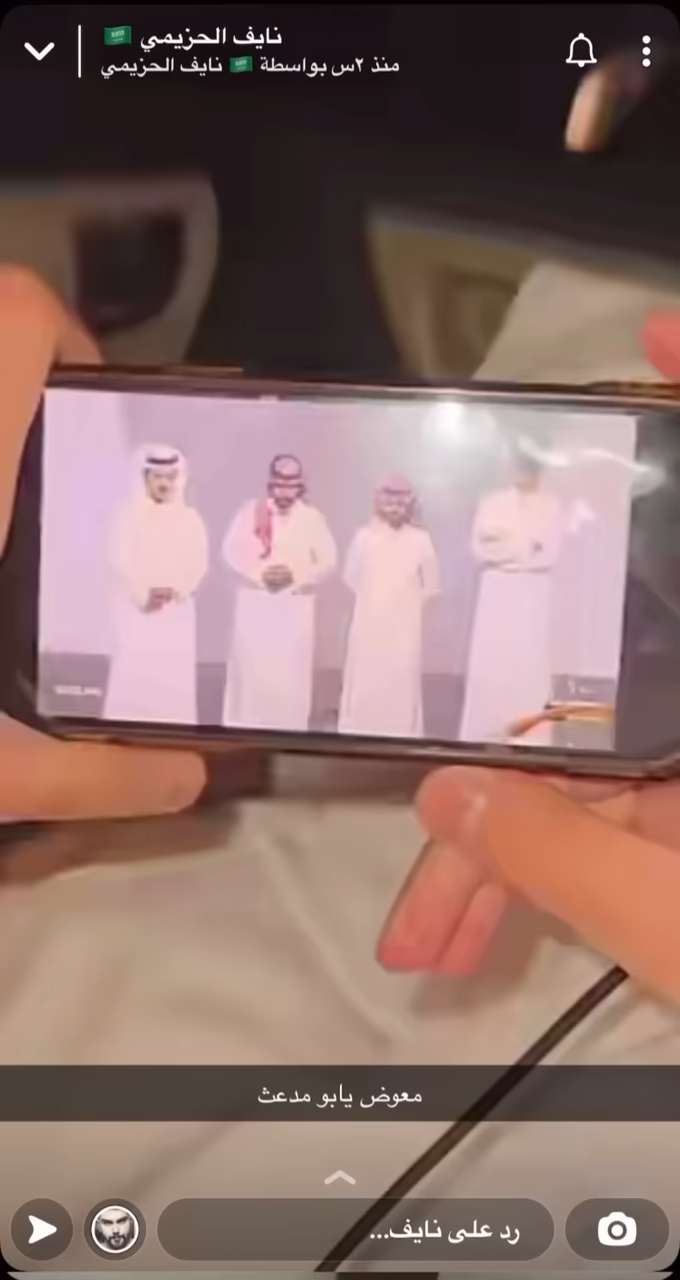 نايف الحزيمي 🇸🇦
منذ ٢س بواسطة 🇸🇦 نايف الحزيمي
معوض يابو مدعث
رد على نايف...